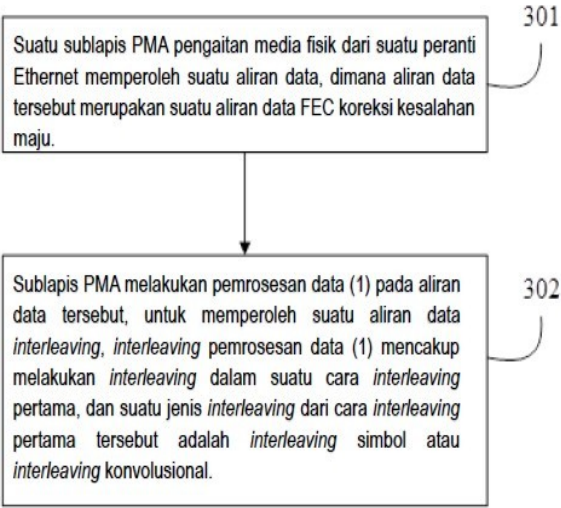 301
Suatu sublapis PMA pengaitan media fisik dari suatu peranti
Ethernet memperoleh suatu aliran data, dimana aliran data
tersebut merupakan suatu aliran data FEC koreksi kesalahan
maju.
302
Sublapis PMA melakukan pemrosesan data (1) pada aliran
data tersebut, untuk memperoleh suatu aliran data
interleaving, interleaving pemrosesan data (1) mencakup
melakukan interleaving dalam suatu cara interleaving
pertama, dan suatu jenis interleaving dari cara interleaving
pertama tersebut adalah interleaving simbol atau
interleaving konvolusional.